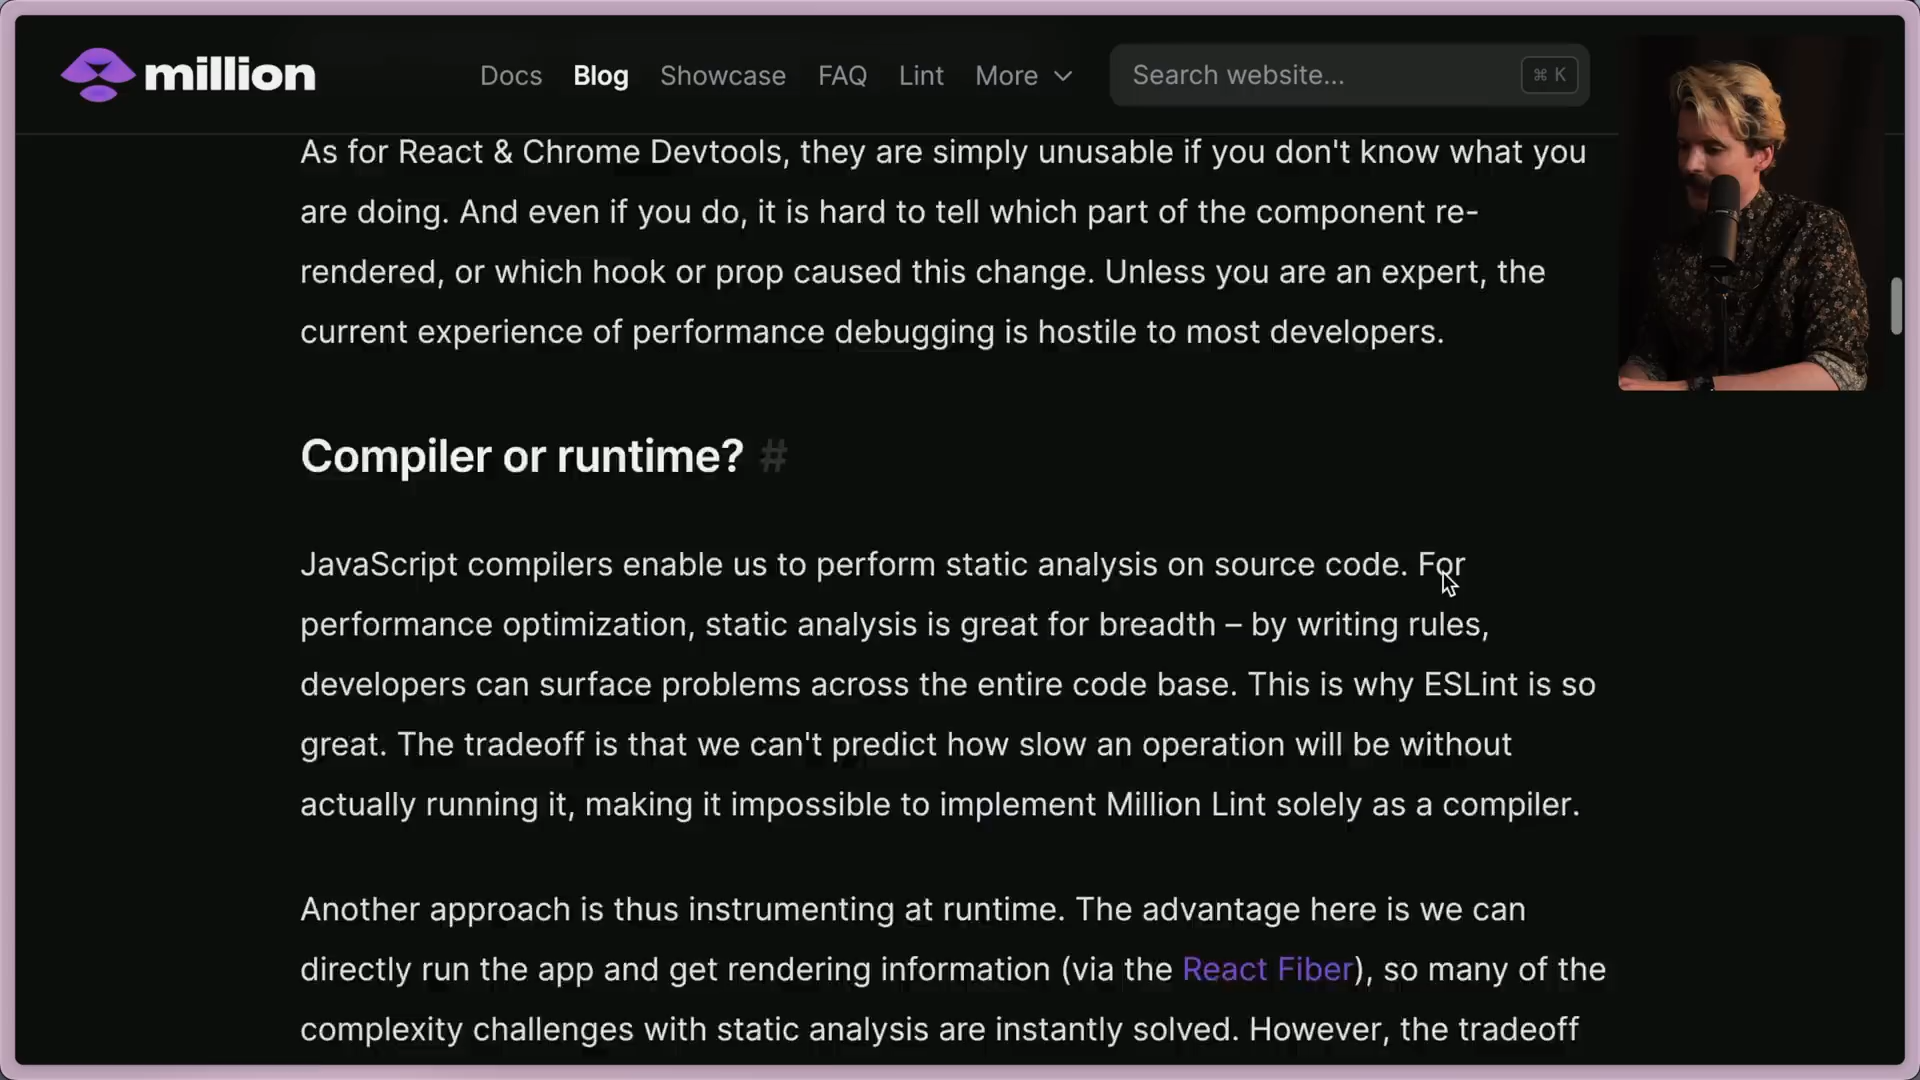 million
Docs Blog Showcase FAQ Lint More
Search website... ⌘ K
As for React & Chrome Devtools, they are simply unusable if you don't know what you
are doing. And even if you do, it is hard to tell which part of the component re-
rendered, or which hook or prop caused this change. Unless you are an expert, the
current experience of performance debugging is hostile to most developers.
Compiler or runtime? #
JavaScript compilers enable us to perform static analysis on source code. For
performance optimization, static analysis is great for breadth – by writing rules,
developers can surface problems across the entire code base. This is why ESLint is so
great. The tradeoff is that we can't predict how slow an operation will be without
actually running it, making it impossible to implement Million Lint solely as a compiler.
Another approach is thus instrumenting at runtime. The advantage here is we can
directly run the app and get rendering information (via the React Fiber), so many of the
complexity challenges with static analysis are instantly solved. However, the tradeoff